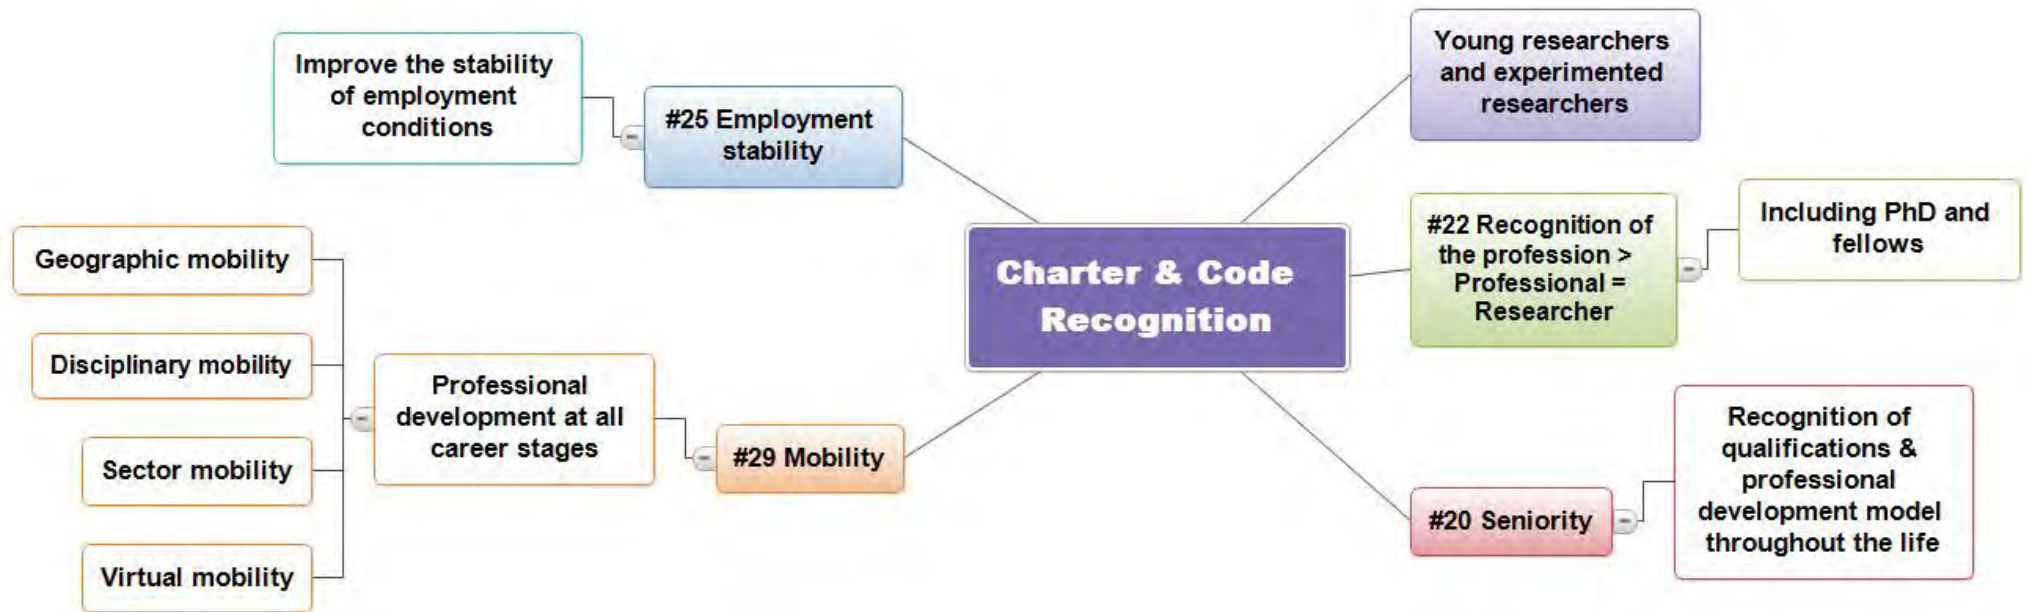 Improve the stability
of employment
conditions
#25 Employment
stability
Geographic mobility
Disciplinary mobility
Sector mobility
Virtual mobility
Professional
development at all
career stages
#29 Mobility
Charter & Code
Recognition
Young researchers
and experimented
researchers
#22 Recognition of
the profession >
Professional =
Researcher
Including PhD and
fellows
#20 Seniority
Recognition of
qualifications &
professional
development model
throughout the life